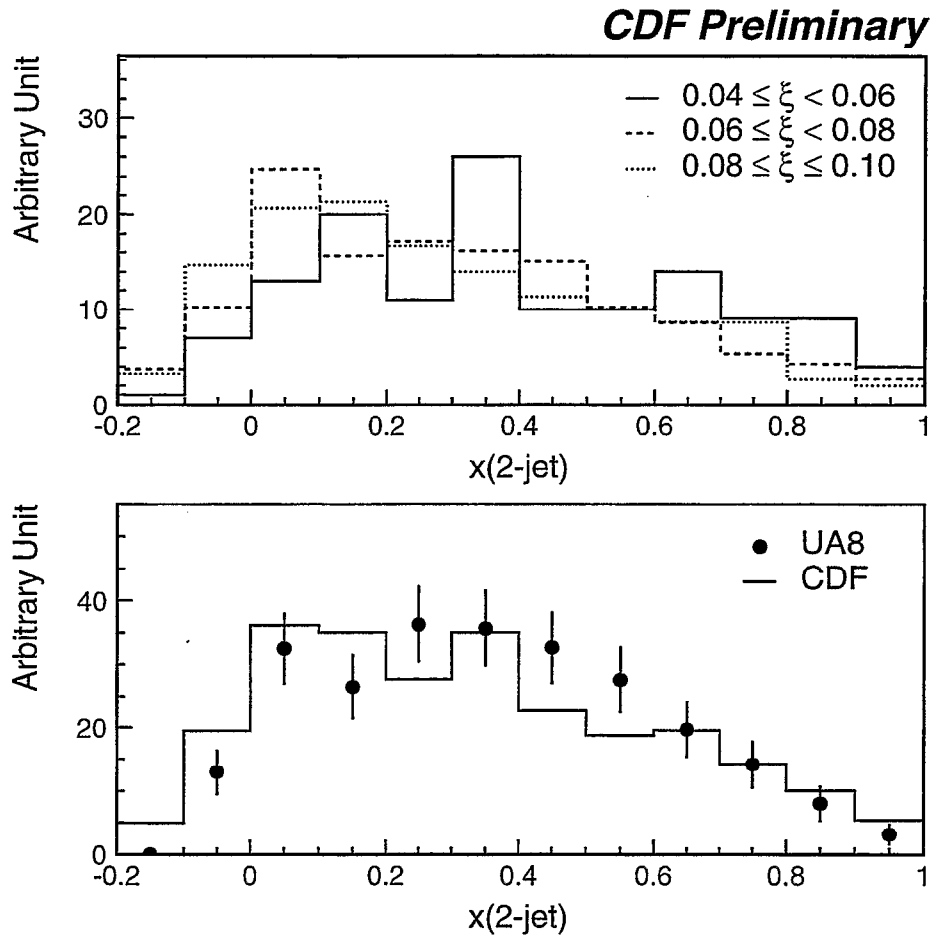 CDF Preliminary
Arbitrary Unit
30
20
10
0
0.04 ≤ ξ < 0.06
0.06 ≤ ξ < 0.08
0.08 ≤ ξ ≤ 0.10
-0.2 0 0.2 0.4 0.6 0.8 1
x(2-jet)
Arbitrary Unit
40
20
0
UA8
CDF
-0.2 0 0.2 0.4 0.6 0.8 1
x(2-jet)